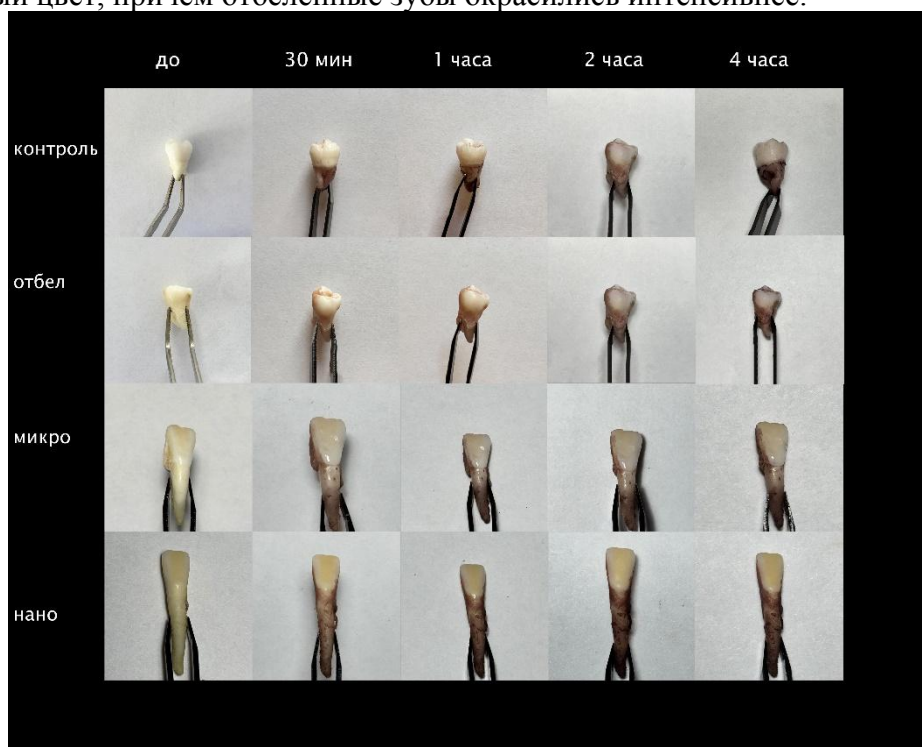 цвет, причем отбеленные зубы окрасились интенсивнее.
до 30 мин 1 часа 2 часа 4 часа
контроль
отбел
микро
нано